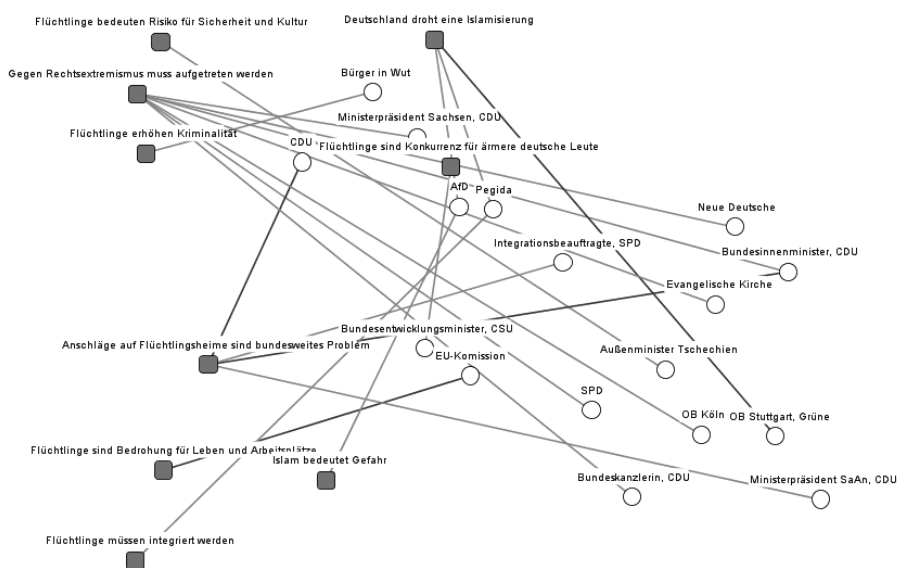 Flüchtlinge bedeuten Risiko für Sicherheit und Kultur
Deutschland droht eine Islamisierung
Gegen Rechtsextremismus muss aufgetreten werden
Bürger in Wut
Ministerpräsident Sachsen, CDU
Flüchtlinge erhöhen Kriminalität
CDU
Flüchtlinge sind Konkurrenz für ärmere deutsche Leute
AfD
Pegida
Neue Deutsche
Integrationsbeauftragte, SPD
Bundesinnenminister, CDU
Evangelische Kirche
Bundesentwicklungsminister, CSU
Anschläge auf Flüchtlingsheime sind bundesweites Problem
EU-Komission
Außenminister Tschechien
SPD
OB Köln
OB Stuttgart, Grüne
Flüchtlinge sind Bedrohung für Leben und Arbeitsplätze
Islam bedeutet Gefahr
Bundeskanzlerin, CDU
Ministerpräsident SaAn, CDU
Flüchtlinge müssen integriert werden